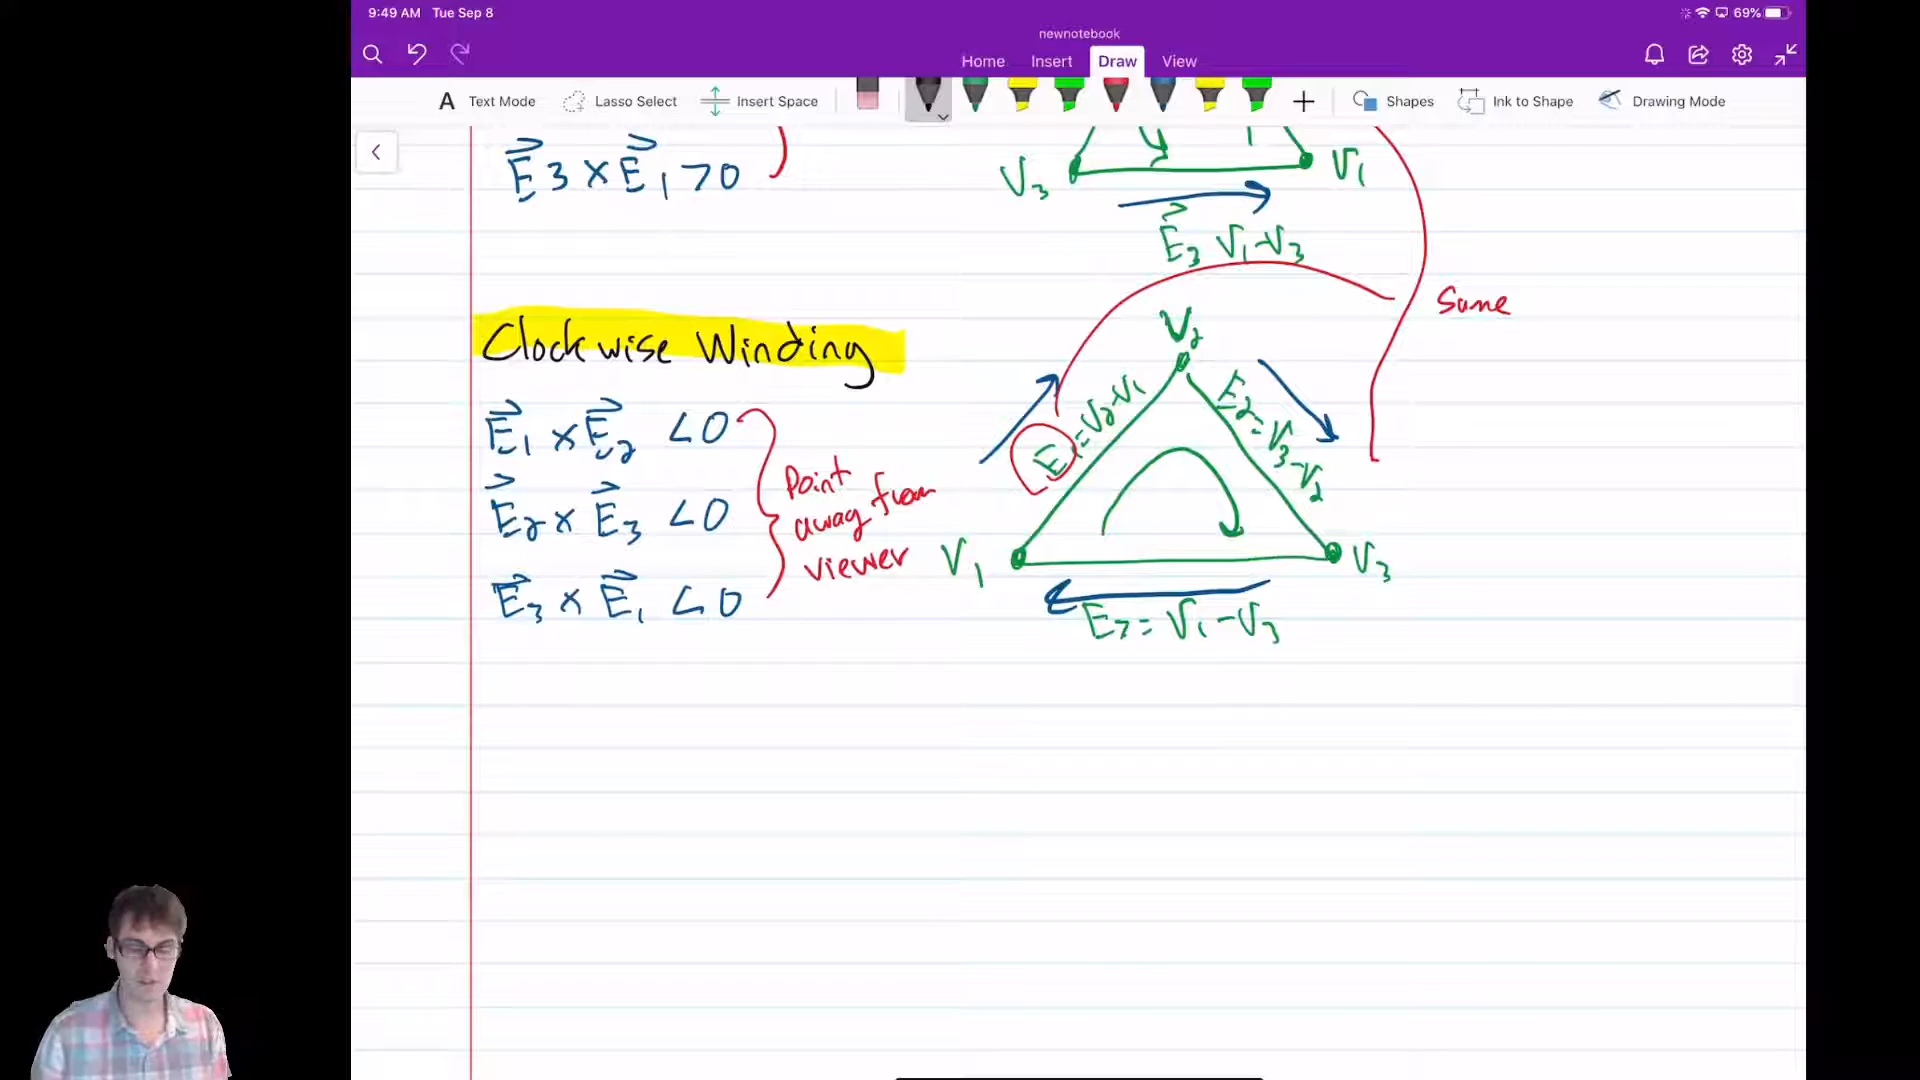 9:49 AM Tue Sep 8
69%
newnotebook
Home Insert Draw View
Text Mode Lasso Select Insert Space Shapes Ink to Shape Drawing Mode
E3 × E1 > 0
V3
V1
E3 V1-V3
Same
Clockwise Winding
V2
E1 = V2-V1
E2 = V3-V2
E1 × E2 < 0
E2 × E3 < 0
E3 × E1 < 0
Point
away from
viewer
V1
V3
E3 = V1-V3